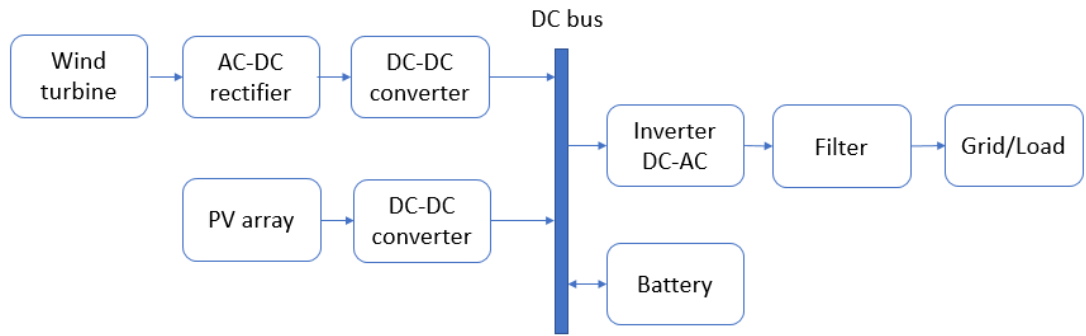 DC bus
Wind
turbine
AC-DC
rectifier
DC-DC
converter
Inverter
DC-AC
Filter
Grid/Load
PV array
DC-DC
converter
Battery